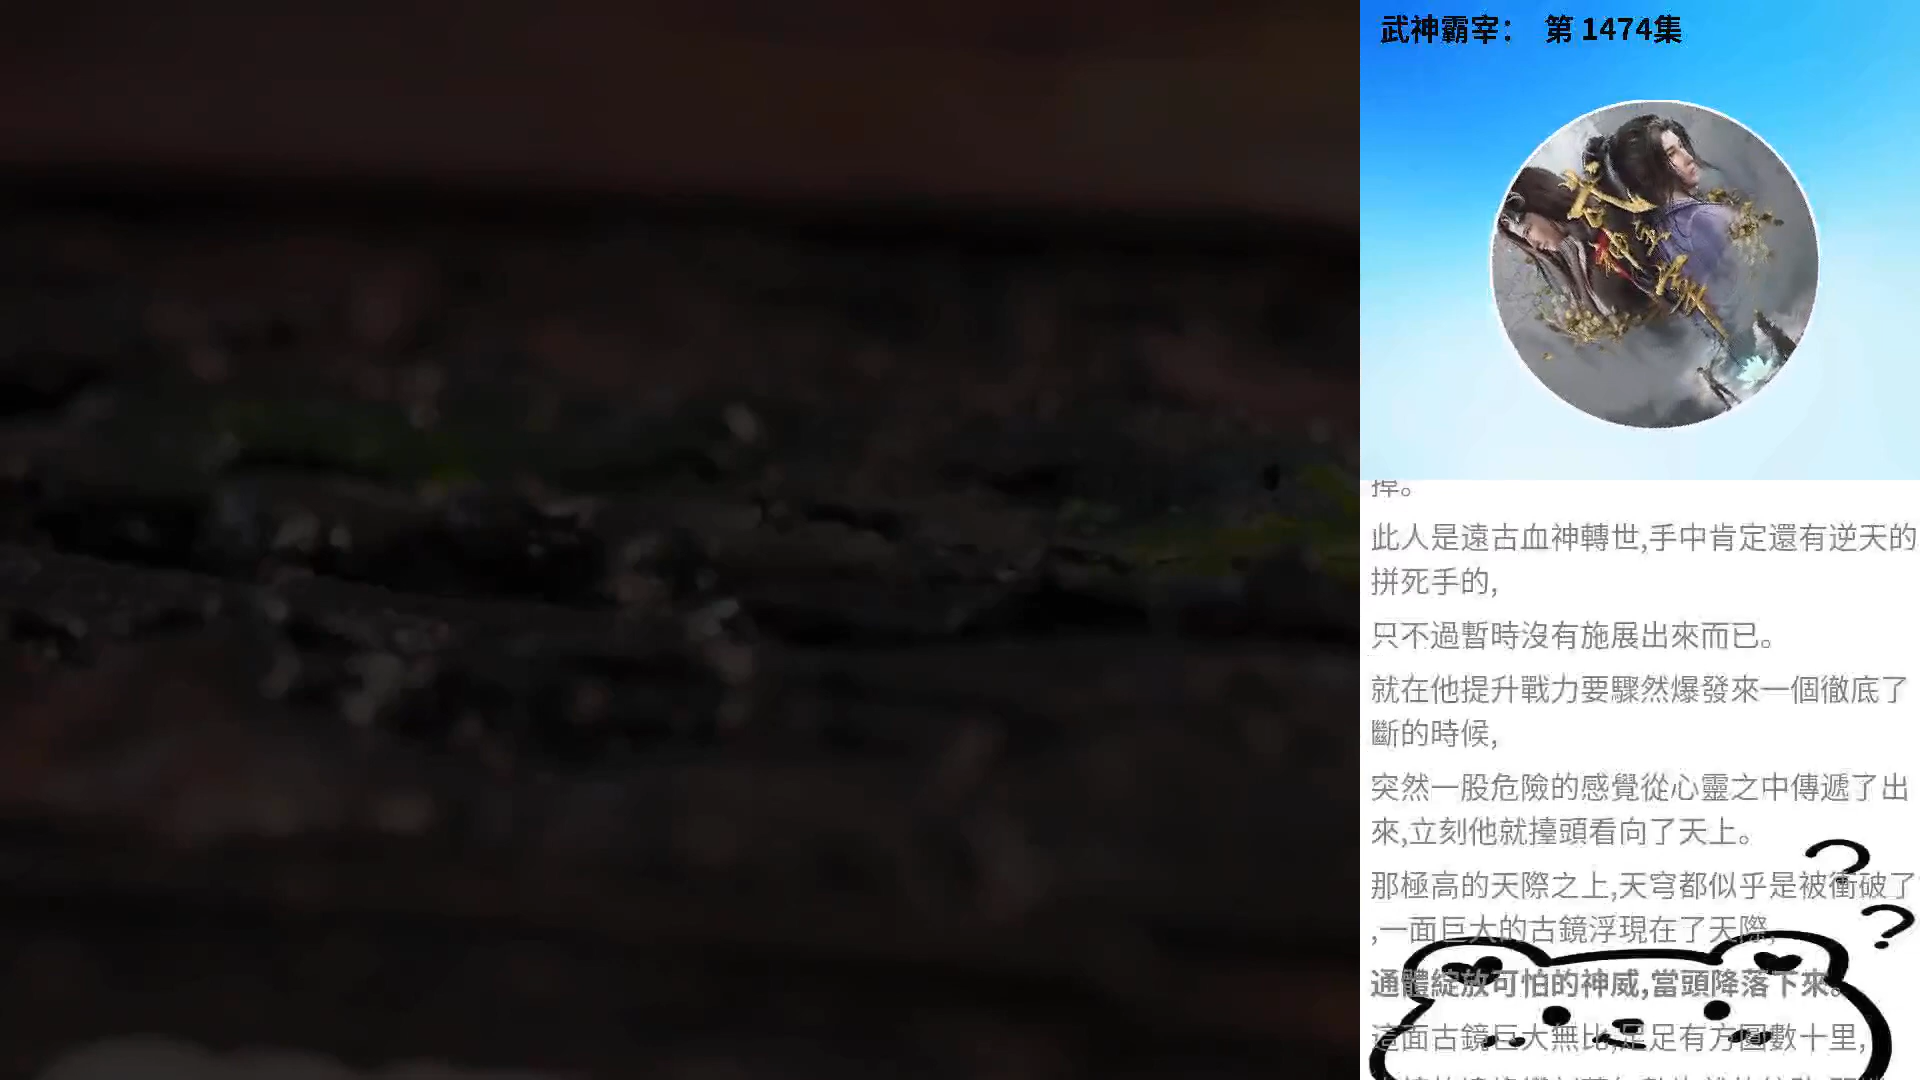 武神霸宰： 第 1474集
武神主宰
掉。
此人是遠古血神轉世,手中肯定還有逆天的
拼死手的,
只不過暫時沒有施展出來而已。
就在他提升戰力要驟然爆發來一個徹底了
斷的時候,
突然一股危險的感覺從心靈之中傳遞了出
來,立刻他就擡頭看向了天上。
那極高的天際之上,天穹都似乎是被衝破了
,一面巨大的古鏡浮現在了天際,
通體綻放可怕的神威,當頭降落下來。
這面古鏡巨大無比,足足有方圓數十里,